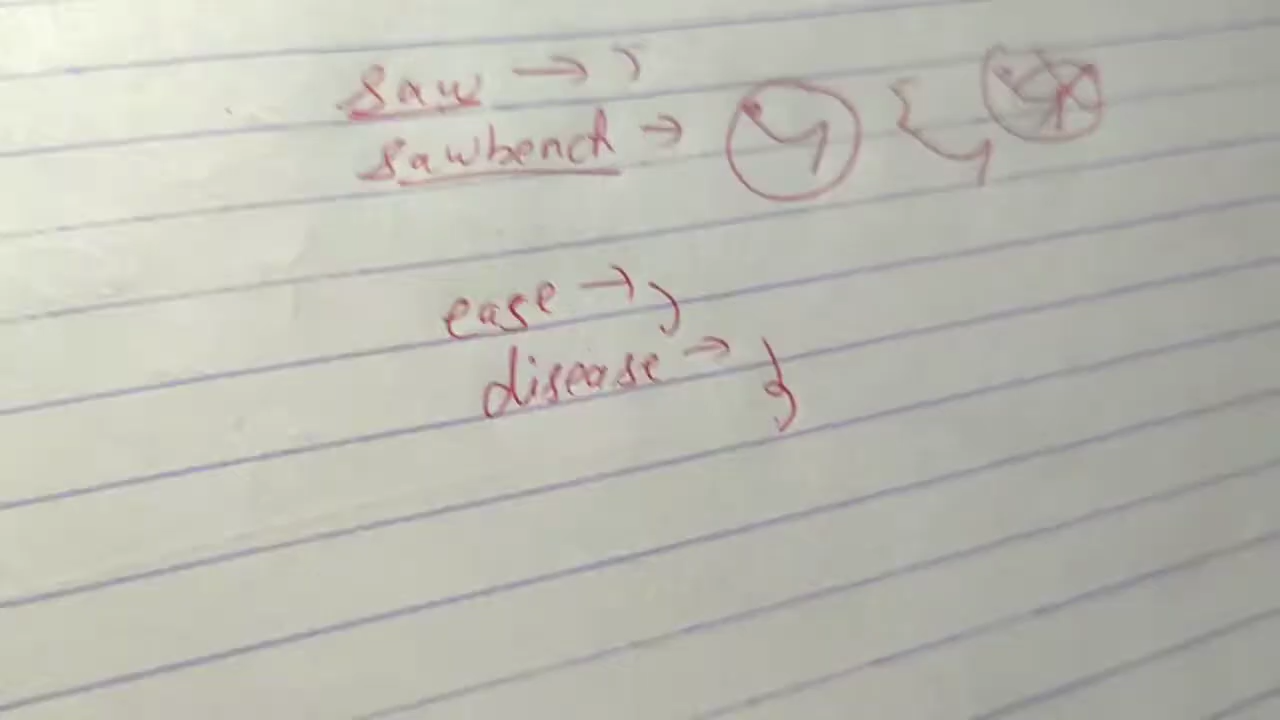 saw →
sawbench →
ease →
disease →